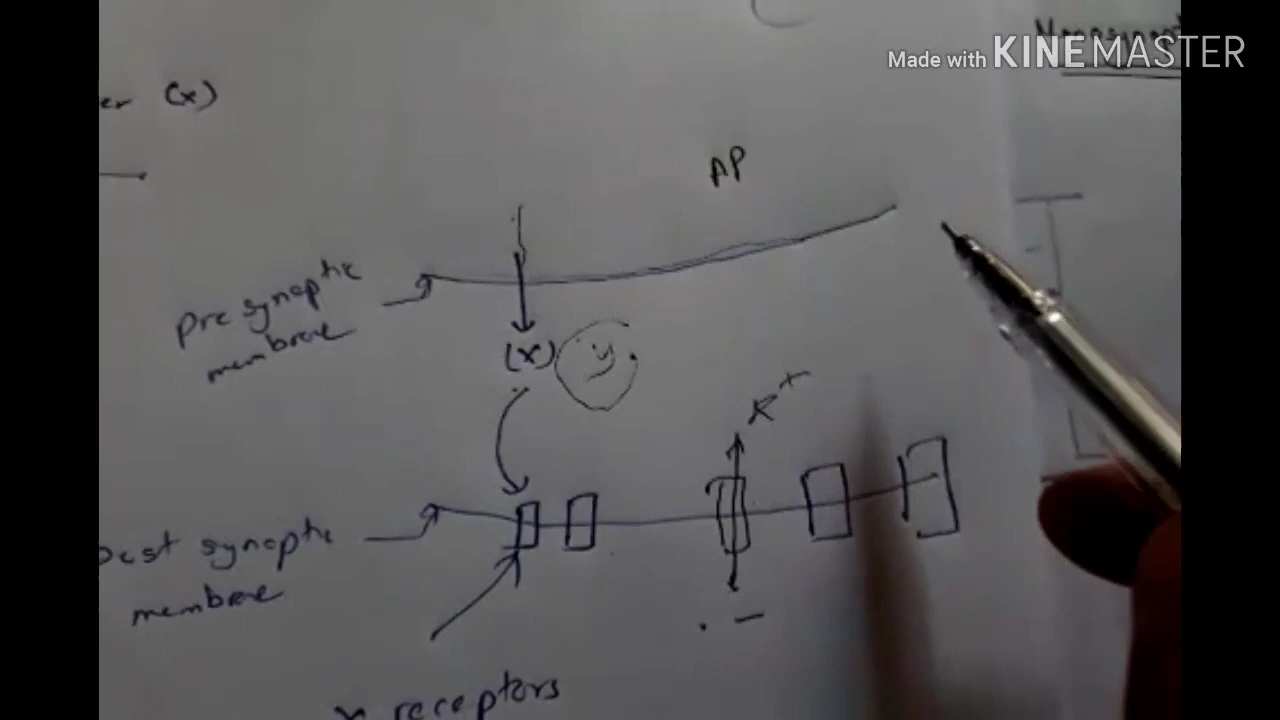 Made with KINEMASTER
er (x)
AP
Pre synaptic
membrane
(x) y
K+
post synaptic
membrane
-
x receptors